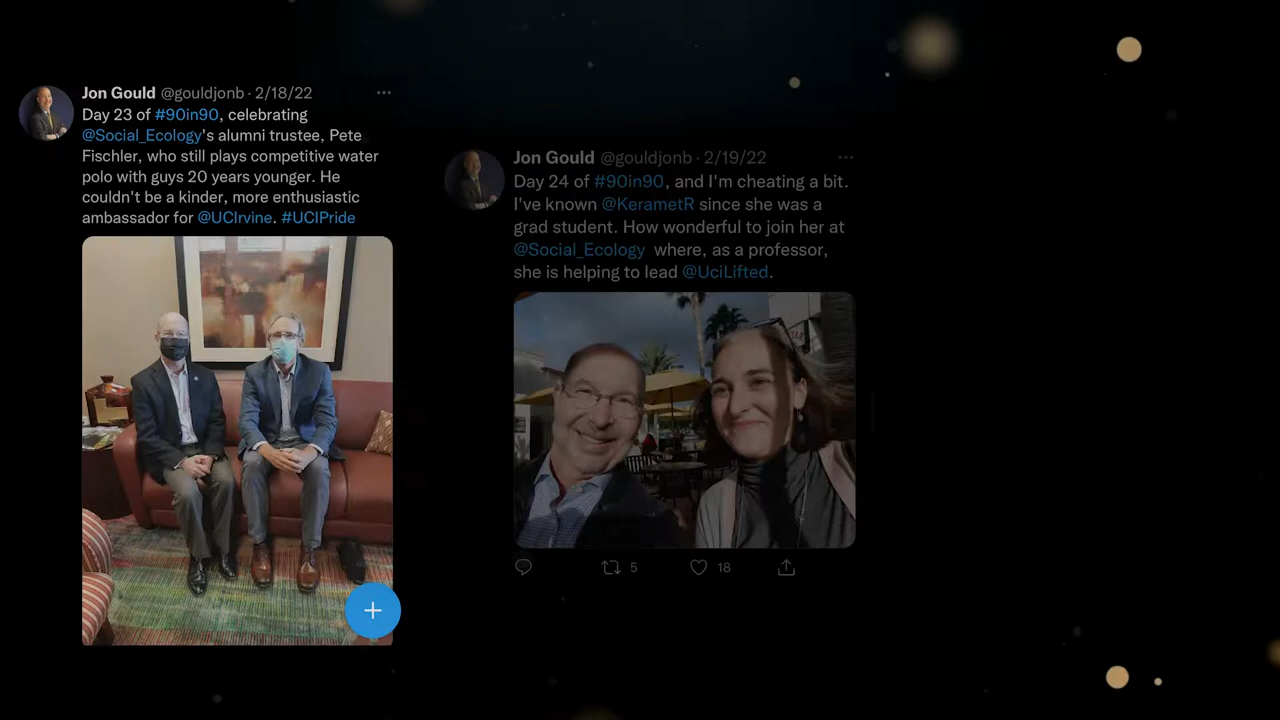 Jon Gould @gouldjonb · 2/18/22
Day 23 of #90in90, celebrating
@Social_Ecology's alumni trustee, Pete
Fischler, who still plays competitive water
polo with guys 20 years younger. He
couldn't be a kinder, more enthusiastic
ambassador for @UCIrvine. #UCIPride
Jon Gould @gouldjonb · 2/19/22
Day 24 of #90in90, and I'm cheating a bit.
I've known @KerametR since she was a
grad student. How wonderful to join her at
@Social_Ecology where, as a professor,
she is helping to lead @UciLifted.
5 18